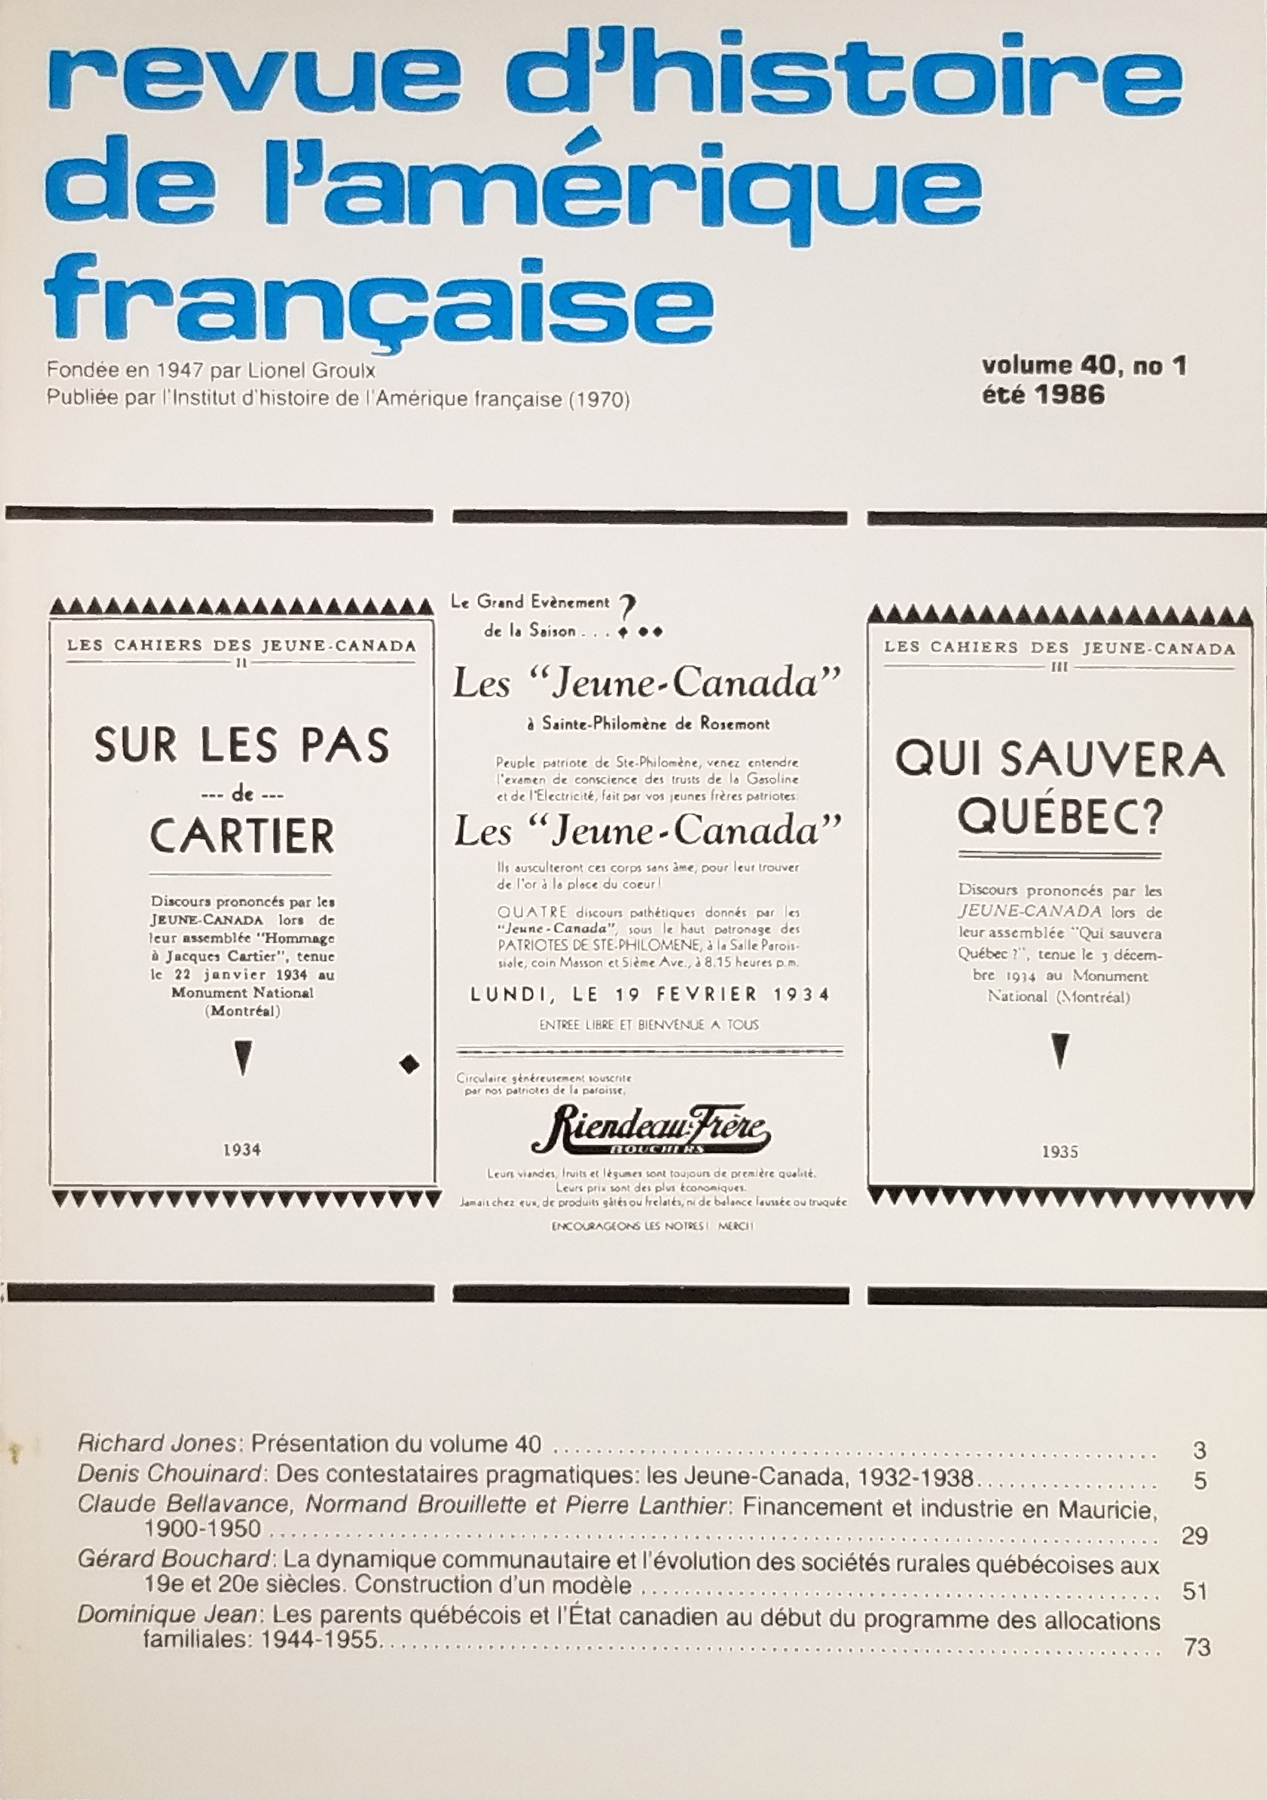 revue d'histoire
de l'amérique
française
Fondée en 1947 par Lionel Groulx
Publiée par l'Institut d'histoire de l'Amérique française (1970)
volume 40, no 1
été 1986
LES CAHIERS DES JEUNE-CANADA
II
SUR LES PAS
--- de ---
CARTIER
Discours prononcés par les
JEUNE-CANADA lors de
leur assemblée "Hommage
à Jacques Cartier", tenue
le 22 janvier 1934 au
Monument National
(Montréal)
1934
Le Grand Evènement ?
de la Saison . . .
Les "Jeune-Canada"
à Sainte-Philomène de Rosemont
Peuple patriote de Ste-Philomène, venez entendre
l'examen de conscience des trusts de la Gasoline
et de l'Electricité, fait par vos jeunes frères patriotes.
Les "Jeune-Canada"
Ils ausculteront ces corps sans âme, pour leur trouver
de l'or à la place du coeur!
QUATRE discours pathétiques donnés par les
"Jeune-Canada", sous le haut patronage des
PATRIOTES DE STE-PHILOMENE, à la Salle Parois-
siale, coin Masson et 5ième Ave., à 8.15 heures p.m.
LUNDI, LE 19 FEVRIER 1934
ENTREE LIBRE ET BIENVENUE A TOUS
Circulaire généreusement souscrite
par nos patriotes de la paroisse,
Riendeau & Frère
BOUCHERS
Leurs viandes, fruits et légumes sont toujours de première qualité.
Leurs prix sont des plus économiques.
Jamais chez eux, de produits gâtés ou frelatés, ni de balance faussée ou truquée
ENCOURAGEONS LES NOTRES! MERCI!
LES CAHIERS DES JEUNE-CANADA
III
QUI SAUVERA
QUÉBEC?
Discours prononcés par les
JEUNE-CANADA lors de
leur assemblée "Qui sauvera
Québec?", tenue le 3 décem-
bre 1934 au Monument
National (Montréal)
1935
Richard Jones: Présentation du volume 40 3
Denis Chouinard: Des contestataires pragmatiques: les Jeune-Canada, 1932-1938 5
Claude Bellavance, Normand Brouillette et Pierre Lanthier: Financement et industrie en Mauricie,
1900-1950 29
Gérard Bouchard: La dynamique communautaire et l'évolution des sociétés rurales québécoises aux
19e et 20e siècles. Construction d'un modèle 51
Dominique Jean: Les parents québécois et l'État canadien au début du programme des allocations
familiales: 1944-1955 73